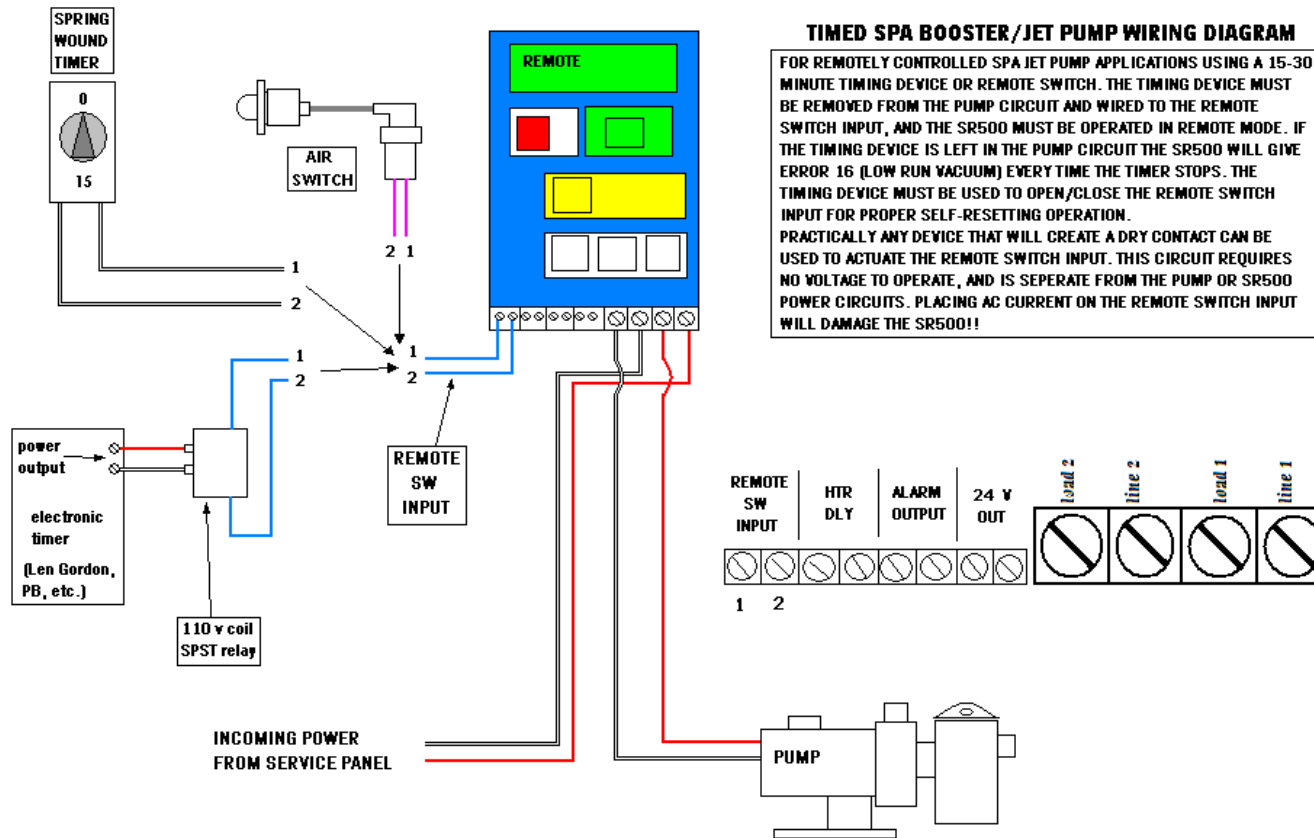 SPRING
WOUND
TIMER
0
15
AIR
SWITCH
2 1
1
2
1
2
1
2
REMOTE
TIMED SPA BOOSTER/JET PUMP WIRING DIAGRAM
FOR REMOTELY CONTROLLED SPA JET PUMP APPLICATIONS USING A 15-30
MINUTE TIMING DEVICE OR REMOTE SWITCH. THE TIMING DEVICE MUST
BE REMOVED FROM THE PUMP CIRCUIT AND WIRED TO THE REMOTE
SWITCH INPUT, AND THE SR500 MUST BE OPERATED IN REMOTE MODE. IF
THE TIMING DEVICE IS LEFT IN THE PUMP CIRCUIT THE SR500 WILL GIVE
ERROR 16 (LOW RUN VACUUM) EVERY TIME THE TIMER STOPS. THE
TIMING DEVICE MUST BE USED TO OPEN/CLOSE THE REMOTE SWITCH
INPUT FOR PROPER SELF-RESETTING OPERATION.
PRACTICALLY ANY DEVICE THAT WILL CREATE A DRY CONTACT CAN BE
USED TO ACTUATE THE REMOTE SWITCH INPUT. THIS CIRCUIT REQUIRES
NO VOLTAGE TO OPERATE, AND IS SEPERATE FROM THE PUMP OR SR500
POWER CIRCUITS. PLACING AC CURRENT ON THE REMOTE SWITCH INPUT
WILL DAMAGE THE SR500!!
power
output
electronic
timer
(Len Gordon,
PB, etc.)
110 v coil
SPST relay
REMOTE
SW
INPUT
REMOTE
SW
INPUT
HTR
DLY
ALARM
OUTPUT
24 V
OUT
load 2
line 2
load 1
line 1
1 2
INCOMING POWER
FROM SERVICE PANEL
PUMP